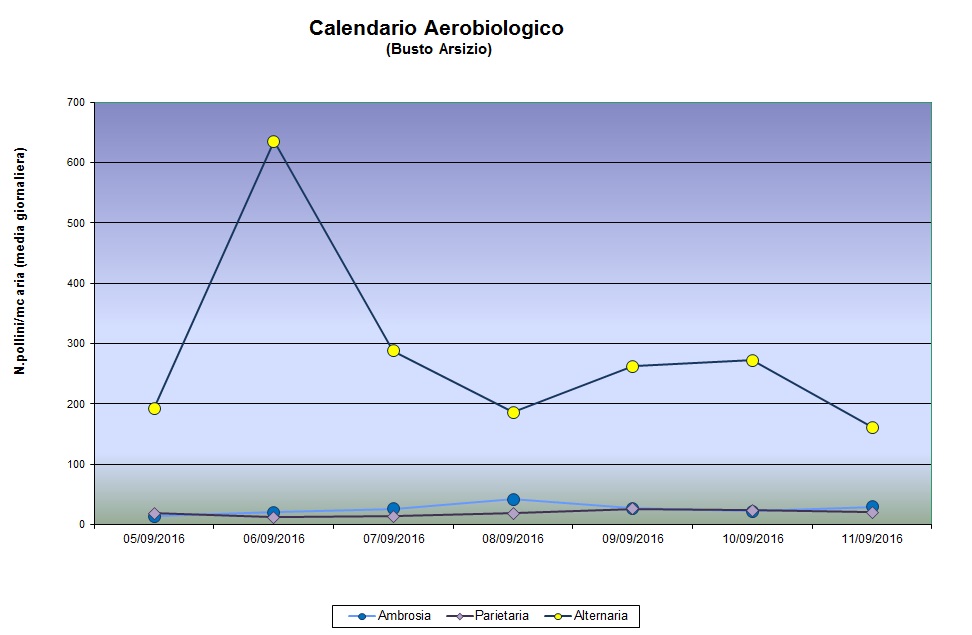 Calendario Aerobiologico
(Busto Arsizio)
N.pollini/mc aria (media giornaliera)
700
600
500
400
300
200
100
0
05/09/2016 06/09/2016 07/09/2016 08/09/2016 09/09/2016 10/09/2016 11/09/2016
Ambrosia Parietaria Alternaria